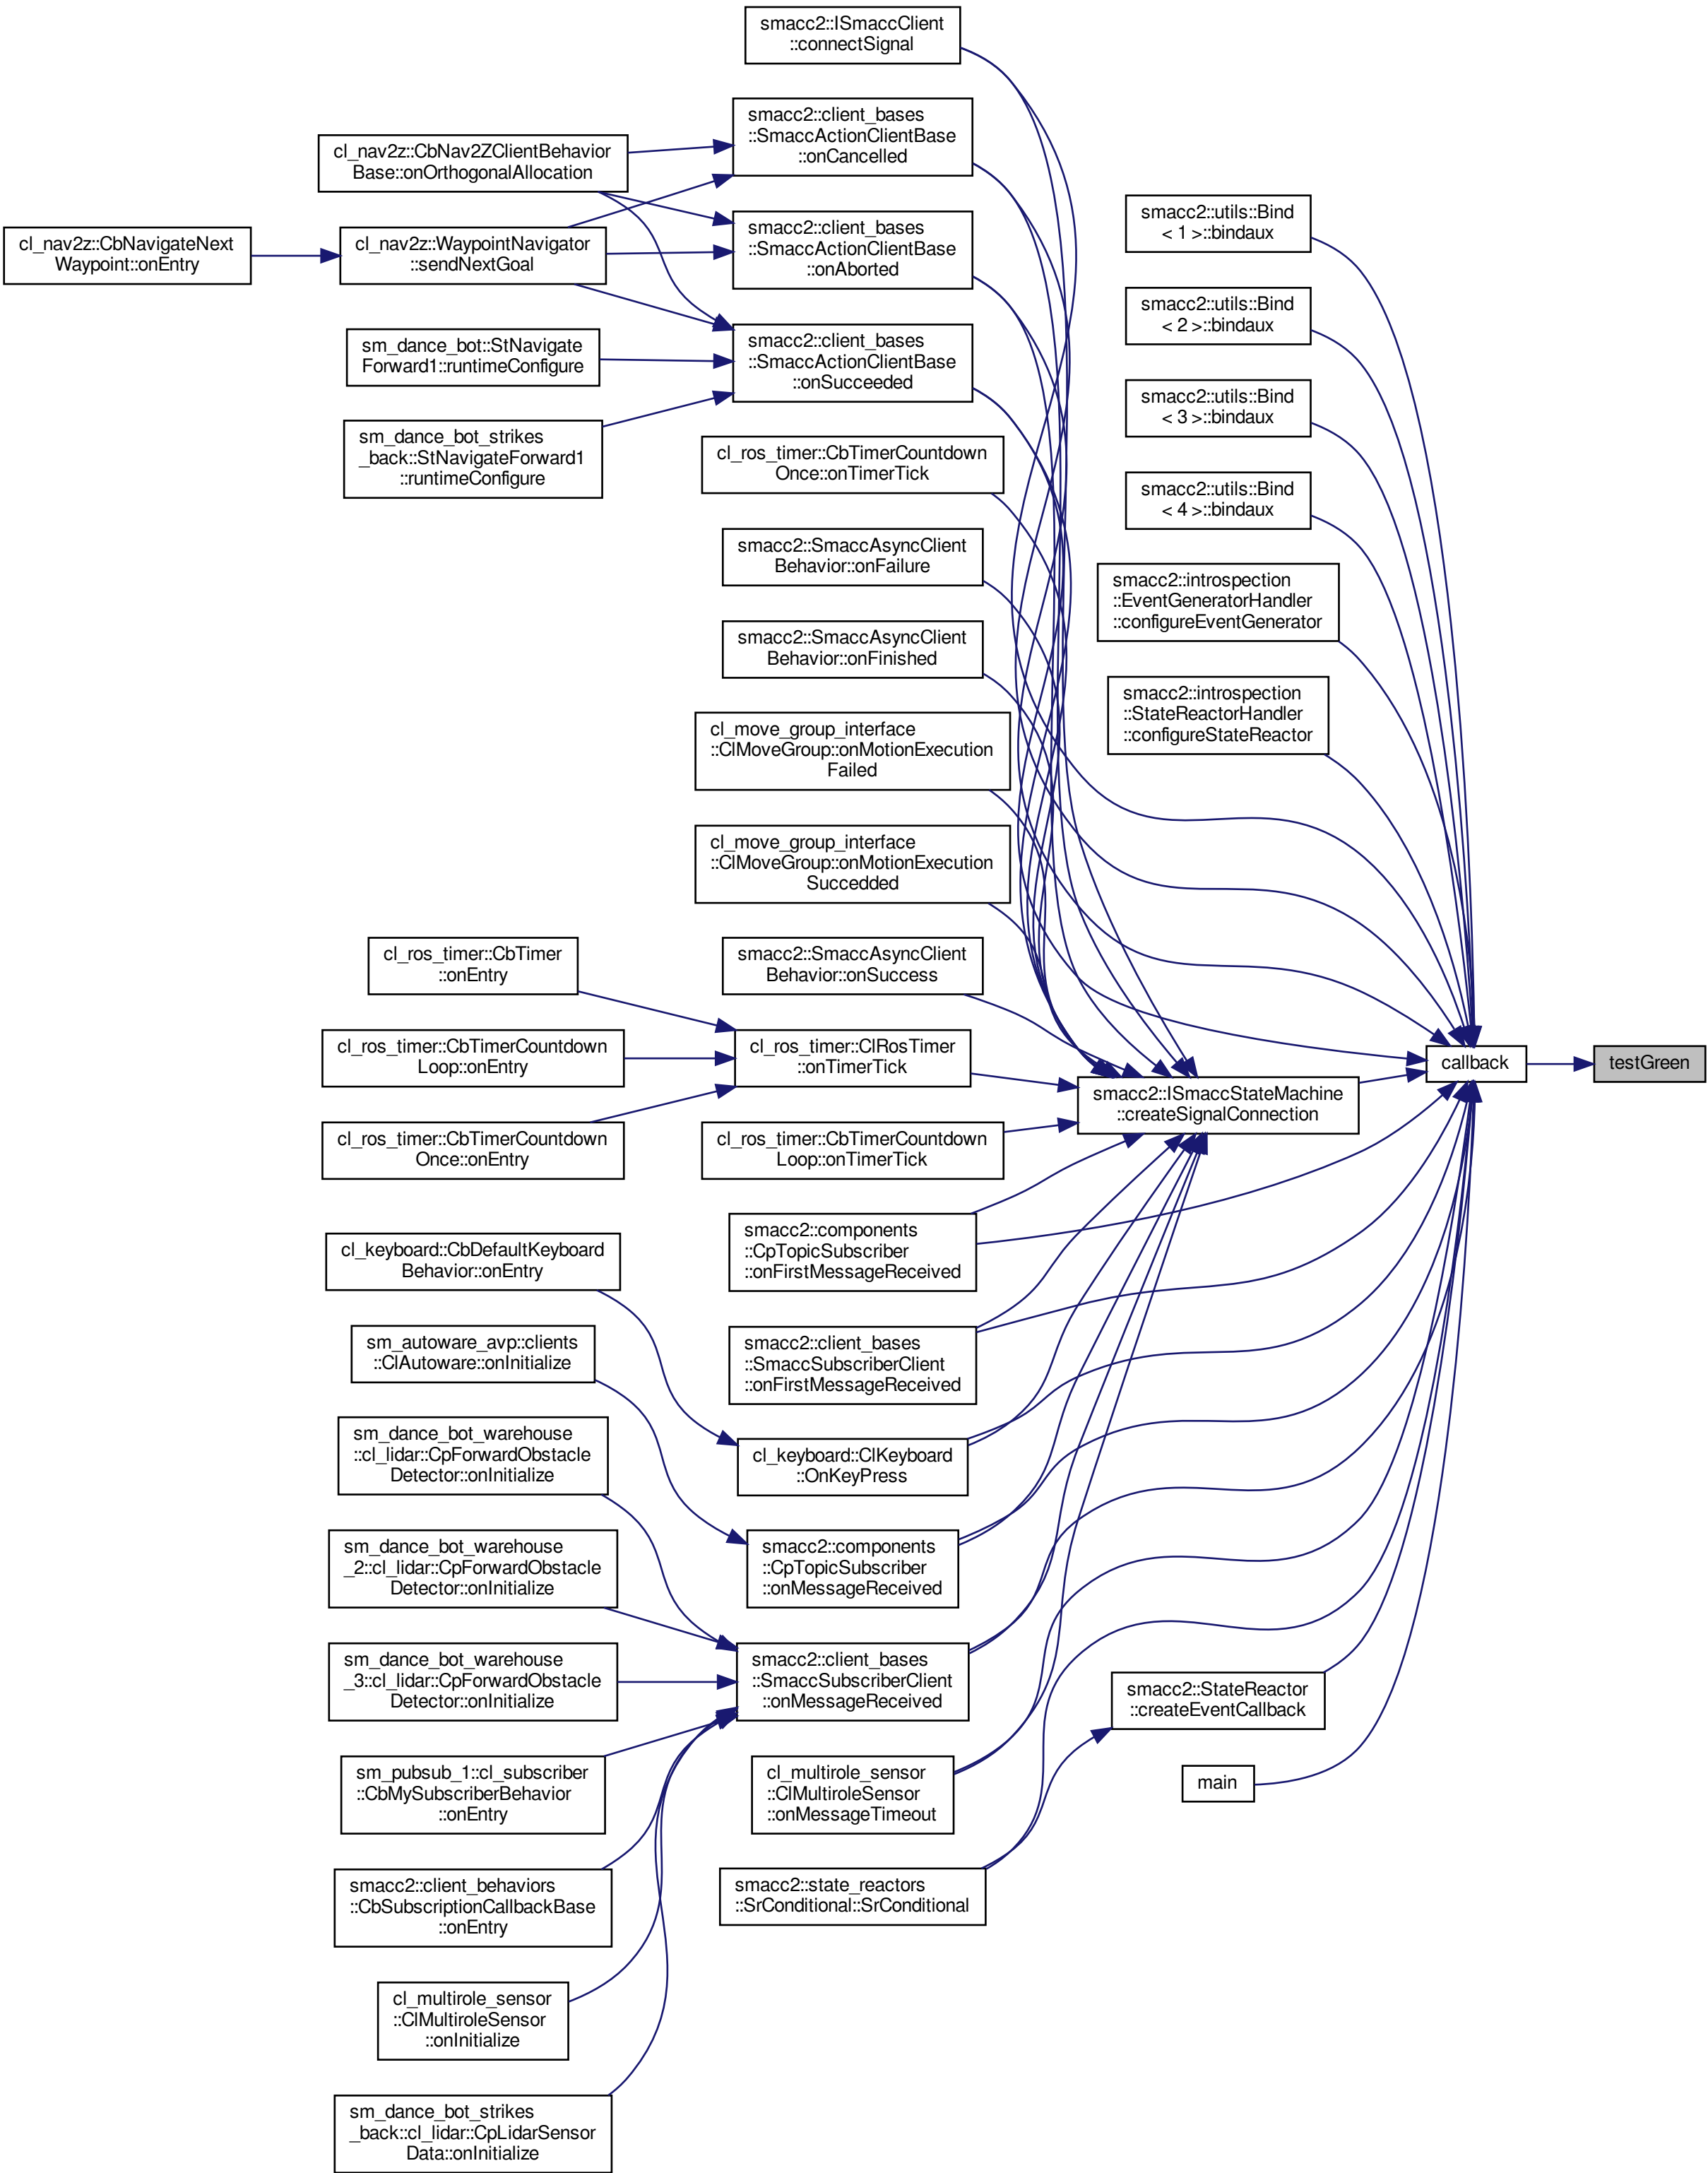 smacc2::ISmaccClient
::connectSignal
smacc2::client_bases
::SmaccActionClientBase
::onCancelled
cl_nav2z::CbNav2ZClientBehavior
Base::onOrthogonalAllocation
smacc2::client_bases
::SmaccActionClientBase
::onAborted
cl_nav2z::CbNavigateNext
Waypoint::onEntry
cl_nav2z::WaypointNavigator
::sendNextGoal
smacc2::client_bases
::SmaccActionClientBase
::onSucceeded
sm_dance_bot::StNavigate
Forward1::runtimeConfigure
sm_dance_bot_strikes
_back::StNavigateForward1
::runtimeConfigure
cl_ros_timer::CbTimerCountdown
Once::onTimerTick
smacc2::SmaccAsyncClient
Behavior::onFailure
smacc2::SmaccAsyncClient
Behavior::onFinished
cl_move_group_interface
::ClMoveGroup::onMotionExecution
Failed
cl_move_group_interface
::ClMoveGroup::onMotionExecution
Succedded
smacc2::SmaccAsyncClient
Behavior::onSuccess
cl_ros_timer::CbTimer
::onEntry
cl_ros_timer::CbTimerCountdown
Loop::onEntry
cl_ros_timer::CbTimerCountdown
Once::onEntry
cl_ros_timer::ClRosTimer
::onTimerTick
cl_ros_timer::CbTimerCountdown
Loop::onTimerTick
smacc2::components
::CpTopicSubscriber
::onFirstMessageReceived
smacc2::client_bases
::SmaccSubscriberClient
::onFirstMessageReceived
cl_keyboard::CbDefaultKeyboard
Behavior::onEntry
cl_keyboard::ClKeyboard
::OnKeyPress
sm_autoware_avp::clients
::ClAutoware::onInitialize
smacc2::components
::CpTopicSubscriber
::onMessageReceived
sm_dance_bot_warehouse
::cl_lidar::CpForwardObstacle
Detector::onInitialize
sm_dance_bot_warehouse
_2::cl_lidar::CpForwardObstacle
Detector::onInitialize
sm_dance_bot_warehouse
_3::cl_lidar::CpForwardObstacle
Detector::onInitialize
smacc2::client_bases
::SmaccSubscriberClient
::onMessageReceived
sm_pubsub_1::cl_subscriber
::CbMySubscriberBehavior
::onEntry
smacc2::client_behaviors
::CbSubscriptionCallbackBase
::onEntry
cl_multirole_sensor
::ClMultiroleSensor
::onInitialize
sm_dance_bot_strikes
_back::cl_lidar::CpLidarSensor
Data::onInitialize
cl_multirole_sensor
::ClMultiroleSensor
::onMessageTimeout
smacc2::state_reactors
::SrConditional::SrConditional
smacc2::utils::Bind
< 1 >::bindaux
smacc2::utils::Bind
< 2 >::bindaux
smacc2::utils::Bind
< 3 >::bindaux
smacc2::utils::Bind
< 4 >::bindaux
smacc2::introspection
::EventGeneratorHandler
::configureEventGenerator
smacc2::introspection
::StateReactorHandler
::configureStateReactor
smacc2::ISmaccStateMachine
::createSignalConnection
smacc2::StateReactor
::createEventCallback
main
callback
testGreen